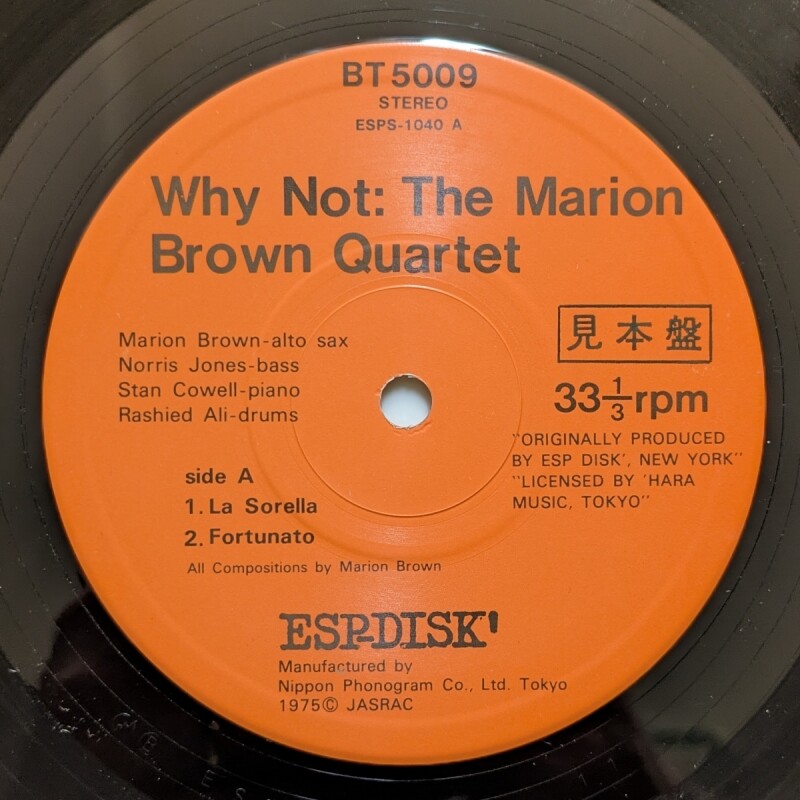 BT5009
STEREO
ESPS-1040 A
Why Not: The Marion
Brown Quartet
Marion Brown-alto sax
Norris Jones-bass
Stan Cowell-piano
Rashied Ali-drums
見本盤
33 1/3 rpm
"ORIGINALLY PRODUCED
BY ESP DISK', NEW YORK"
"LICENSED BY 'HARA
MUSIC, TOKYO"
side A
1. La Sorella
2. Fortunato
All Compositions by Marion Brown
ESP-DISK'
Manufactured by
Nippon Phonogram Co., Ltd. Tokyo
1975© JASRAC